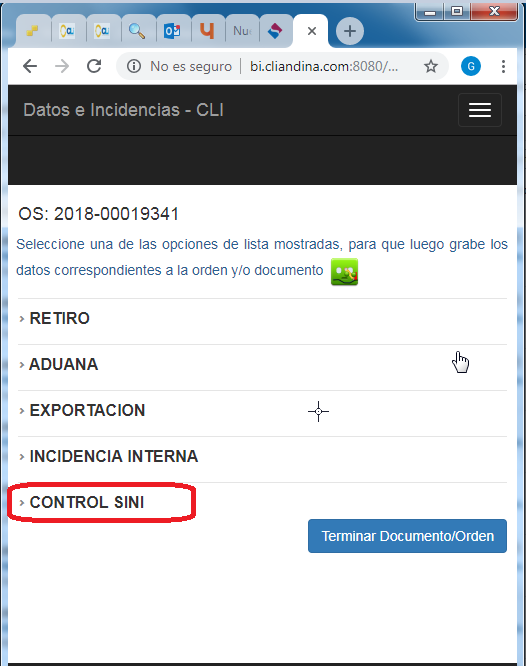 Nu
No es seguro | bi.cliandina.com:8080/...
G
Datos e Incidencias - CLI
OS: 2018-00019341
Seleccione una de las opciones de lista mostradas, para que luego grabe los
datos correspondientes a la orden y/o documento
› RETIRO
› ADUANA
› EXPORTACION
› INCIDENCIA INTERNA
› CONTROL SINI
Terminar Documento/Orden